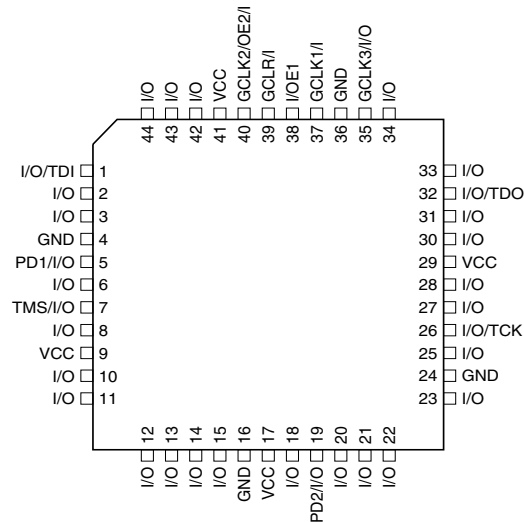 I/O
I/O
I/O
VCC
GCLK2/OE2/I
GCLR/I
I/OE1
GCLK1/I
GND
GCLK3/I/O
I/O
44
43
42
41
40
39
38
37
36
35
34
I/O/TDI 1
I/O 2
I/O 3
GND 4
PD1/I/O 5
I/O 6
TMS/I/O 7
I/O 8
VCC 9
I/O 10
I/O 11
33 I/O
32 I/O/TDO
31 I/O
30 I/O
29 VCC
28 I/O
27 I/O
26 I/O/TCK
25 I/O
24 GND
23 I/O
12
13
14
15
16
17
18
19
20
21
22
I/O
I/O
I/O
I/O
GND
VCC
I/O
PD2/I/O
I/O
I/O
I/O